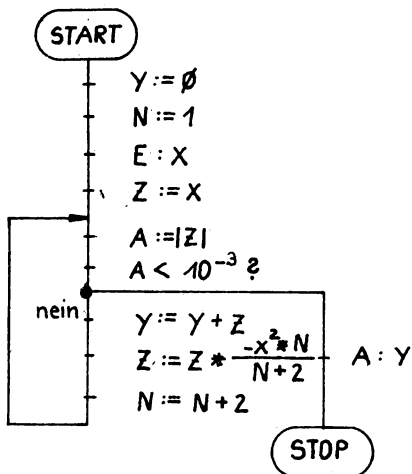 START
Y := Ø
N := 1
E : X
Z := X
A := |Z|
A < 10⁻³ ?
nein
Y := Y + Z
Z := Z * -X² * N / N + 2
A : Y
N := N + 2
STOP